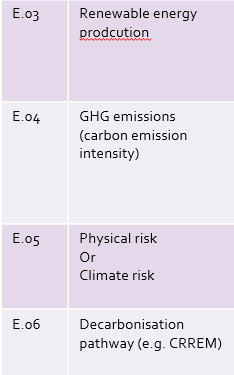 E.03 Renewable energy
prodcution
E.04 GHG emissions
(carbon emission
intensity)
E.05 Physical risk
Or
Climate risk
E.06 Decarbonisation
pathway (e.g. CRREM)